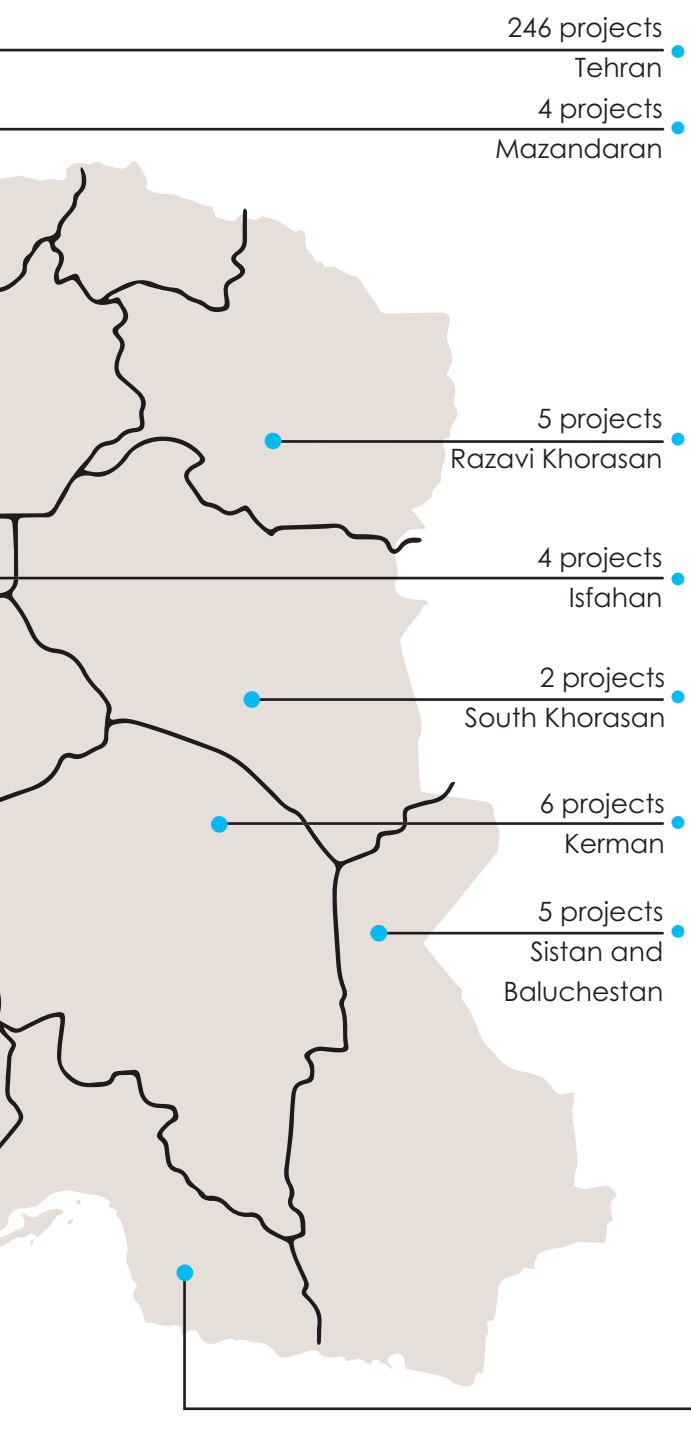 246 projects
Tehran
4 projects
Mazandaran
5 projects
Razavi Khorasan
4 projects
Isfahan
2 projects
South Khorasan
6 projects
Kerman
5 projects
Sistan and
Baluchestan